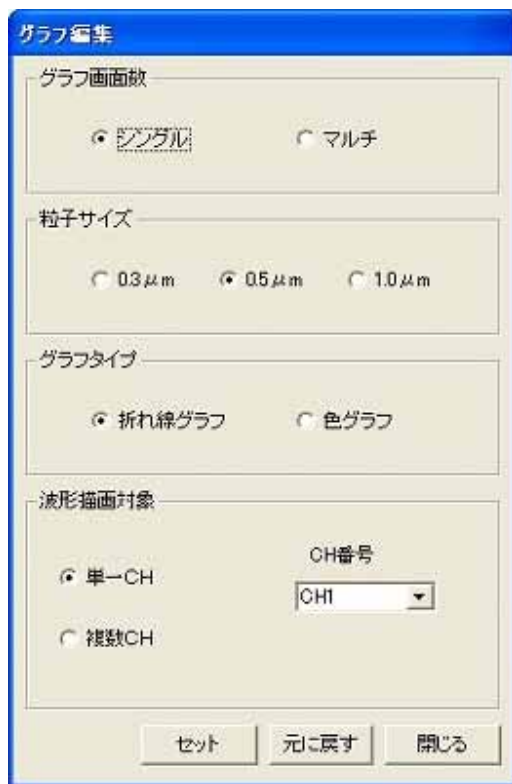 グラフ編集
グラフ画面数
シングル マルチ
粒子サイズ
0.3μm 0.5μm 1.0μm
グラフタイプ
折れ線グラフ 色グラフ
波形描画対象
CH番号
単一CH CH1
複数CH
セット 元に戻す 閉じる